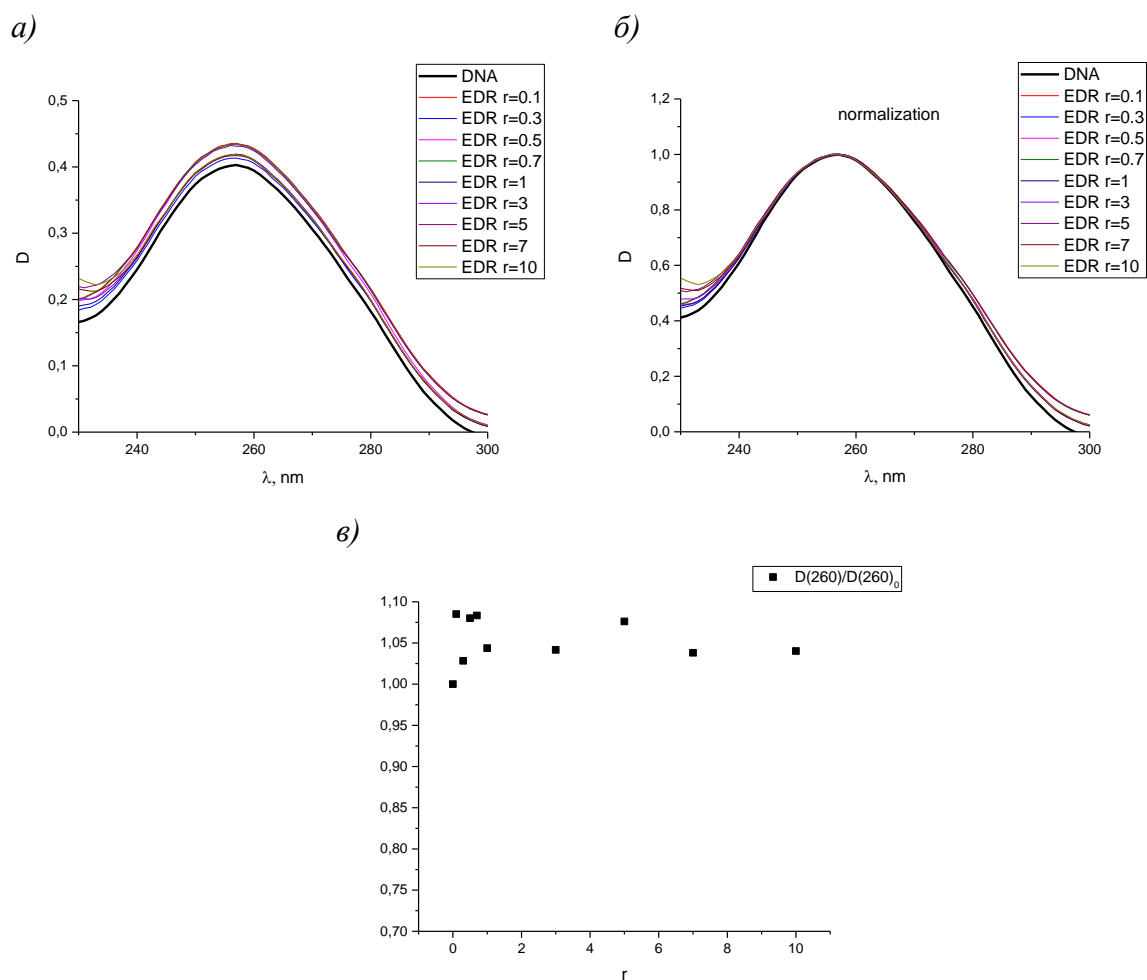 а)
DNA
EDR r=0.1
EDR r=0.3
EDR r=0.5
EDR r=0.7
EDR r=1
EDR r=3
EDR r=5
EDR r=7
EDR r=10
0,5
0,4
0,3
0,2
0,1
0,0
D
240
260
280
300
λ, nm
б)
DNA
EDR r=0.1
EDR r=0.3
EDR r=0.5
EDR r=0.7
EDR r=1
EDR r=3
EDR r=5
EDR r=7
EDR r=10
normalization
1,2
1,0
0,8
0,6
0,4
0,2
0,0
D
240
260
280
300
λ, nm
в)
D(260)/D(260)₀
1,10
1,05
1,00
0,95
0,90
0,85
0,80
0,75
0,70
0
2
4
6
8
10
r